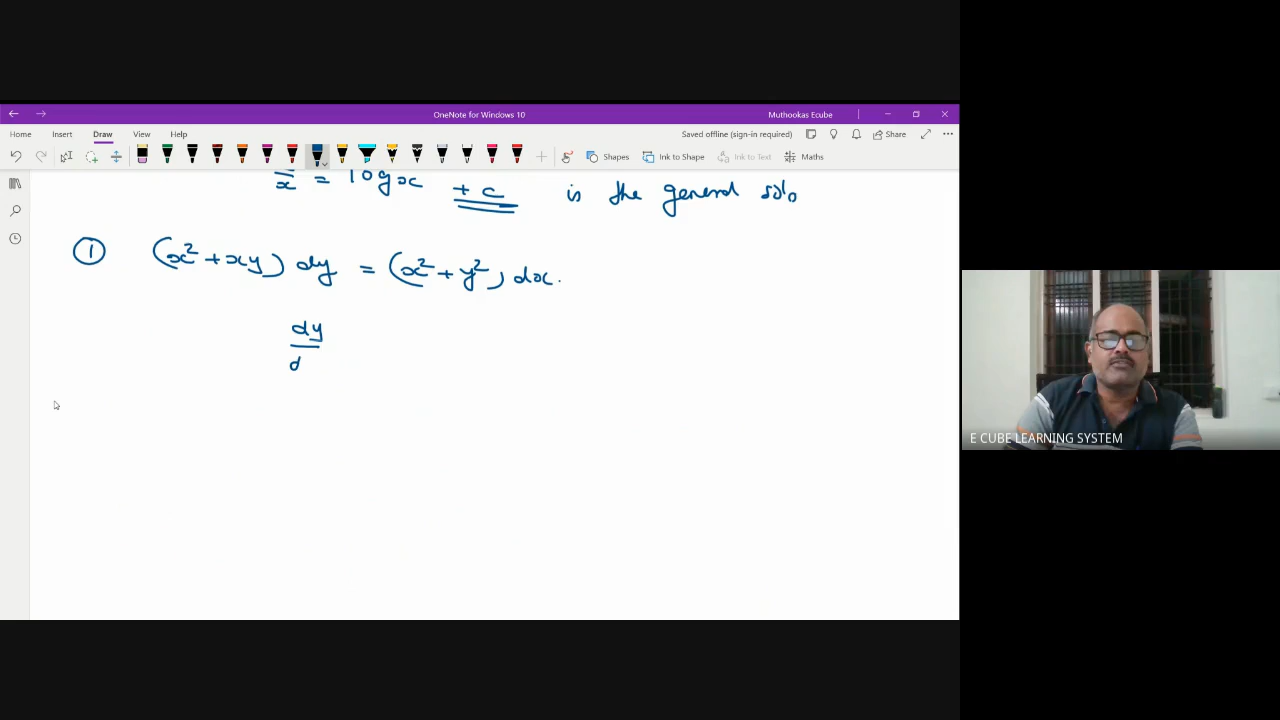 OneNote for Windows 10
Muthookas Ecube
Home Insert Draw View Help
Saved offline (sign-in required) Share
Shapes Ink to Shape Ink to Text Maths
x = log x + c is the general soln
① (x² + xy) dy = (x² + y²) dx.
dy
d
E CUBE LEARNING SYSTEM